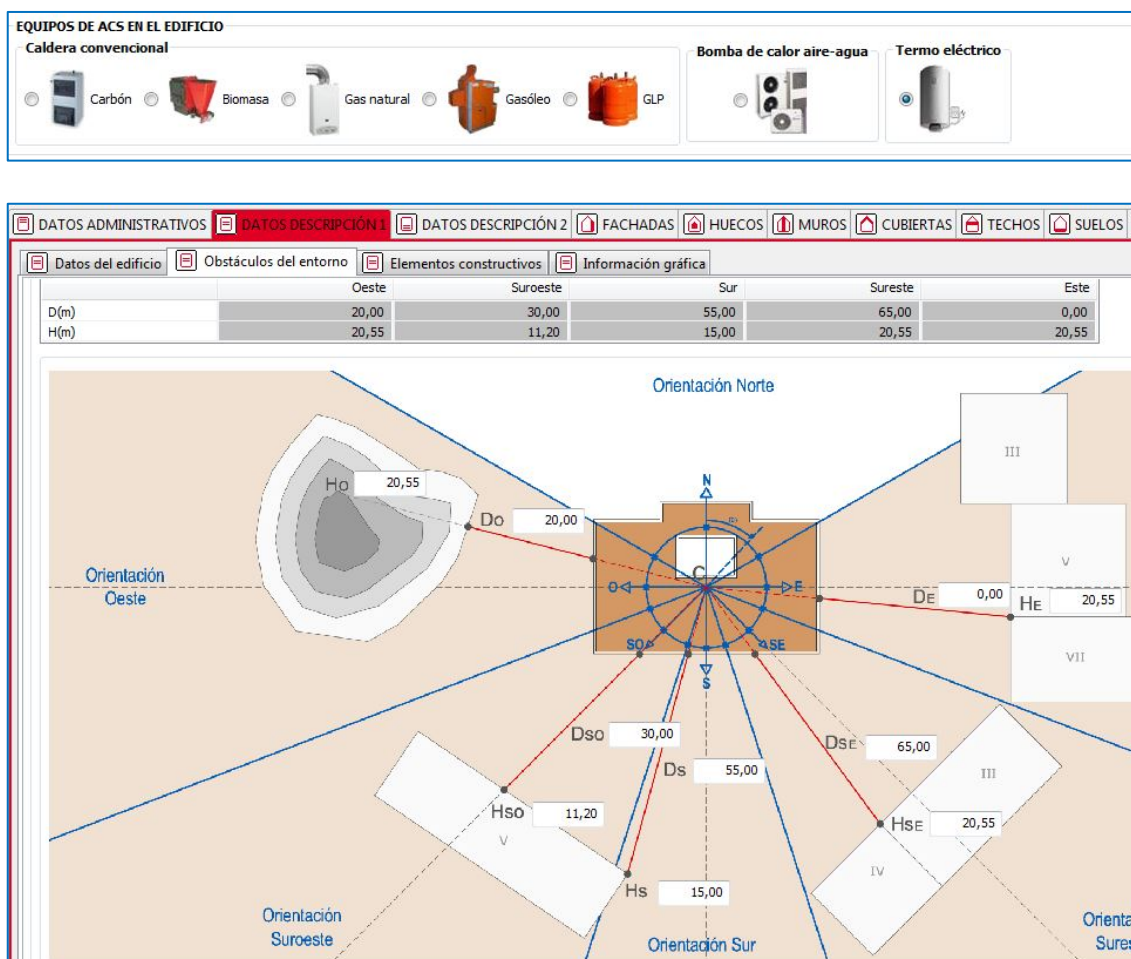 EQUIPOS DE ACS EN EL EDIFICIO
Caldera convencional
Bomba de calor aire-agua
Termo eléctrico
Carbón
Biomasa
Gas natural
Gasóleo
GLP
DATOS ADMINISTRATIVOS
DATOS DESCRIPCIÓN 1
DATOS DESCRIPCIÓN 2
FACHADAS
HUECOS
MUROS
CUBIERTAS
TECHOS
SUELOS
Datos del edificio
Obstáculos del entorno
Elementos constructivos
Información gráfica
Oeste Suroeste Sur Sureste Este
D(m) 20,00 30,00 55,00 65,00 0,00
H(m) 20,55 11,20 15,00 20,55 20,55
Orientación Norte
III
Ho 20,55
N
Do 20,00
V
Orientación
Oeste
C
O
E
DE 0,00
HE 20,55
SO
SE
S
VII
Dso 30,00
DSE 65,00
Ds 55,00
III
Hso 11,20
HSE 20,55
V
IV
Hs 15,00
Orientación
Suroeste
Orientación Sur
Orienta
Sures